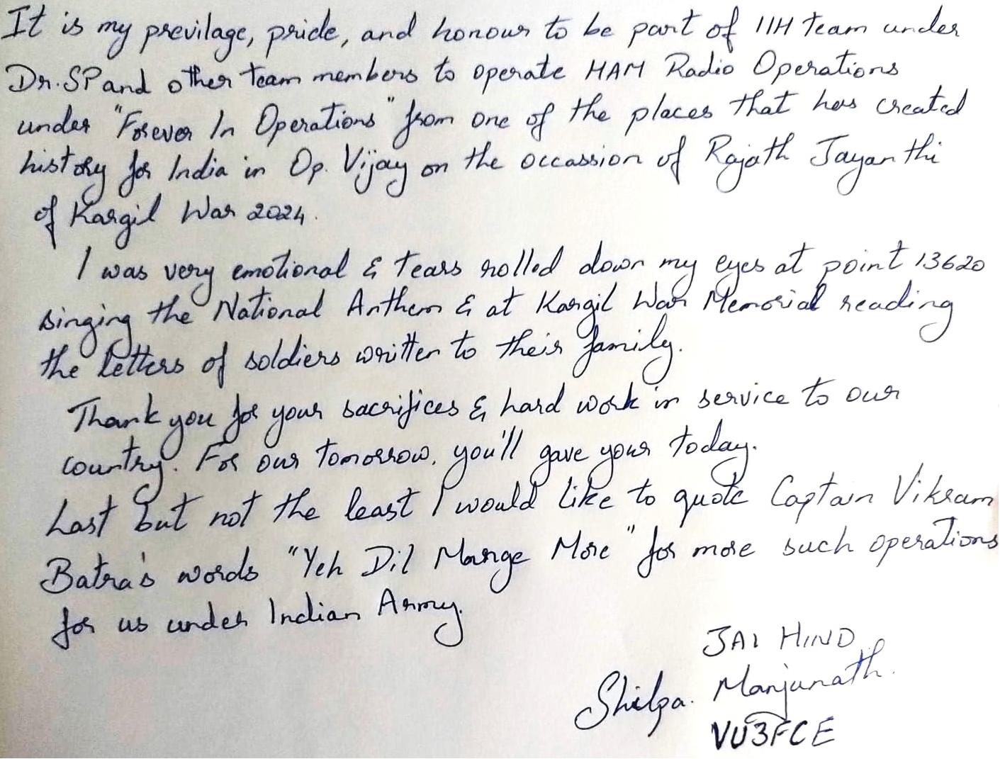 It is my previlage, pride, and honour to be part of IIH team under
Dr. SP and other team members to operate HAM Radio Operations
under "Forever In Operations" from one of the places that has created
history for India in Op. Vijay on the occassion of Rajath Jayanthi
of Kargil War 2024.
I was very emotional & tears rolled down my eyes at point 13620
singing the National Anthem & at Kargil War Memorial reading
the letters of soldiers written to their family.
Thank you for your sacrifices & hard work in service to our
country. For our tomorrow, you'll gave your today.
Last but not the least I would like to quote Captain Vikram
Batra's words "Yeh Dil Mange More" for more such operations
for us under Indian Army.
JAI HIND
Shilpa. Manjunath.
VU3FCE